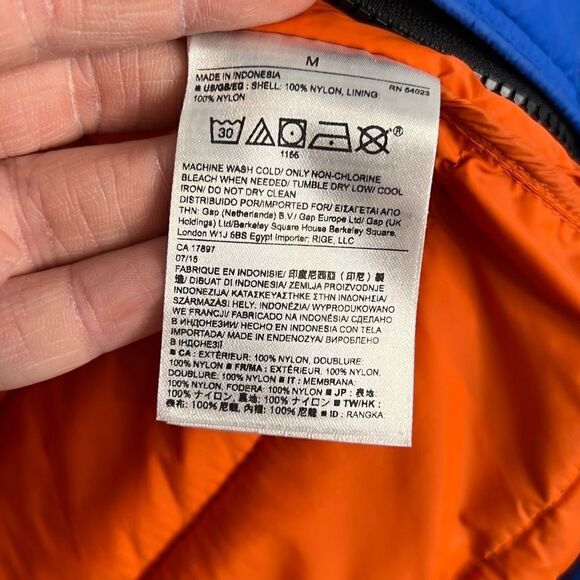 M
MADE IN INDONESIA RN 54023
■ US/GB/EG : SHELL: 100% NYLON, LINING:
100% NYLON
30 ®
1156
MACHINE WASH COLD/ ONLY NON-CHLORINE
BLEACH WHEN NEEDED/ TUMBLE DRY LOW/ COOL
IRON/ DO NOT DRY CLEAN
DISTRIBUIDO POR/IMPORTED FOR/ ΕΙΣΑΓΕΤΑΙ ΑΠΟ
ΤΗΝ: Gap (Netherlands) B.V./ Gap Europe Ltd/ Gap (UK
Holdings) Ltd/Berkeley Square House Berkeley Square,
London W1J 6BS Egypt Importer: RIGE, LLC
CA 17897
07/15
FABRIQUE EN INDONISIE/ 印度尼西亞 (印尼) 製
造/ DIBUAT DI INDONESIA/ ZEMLJA PROIZVODNJE
INDONEZIJA/ ΚΑΤΑΣΚΕΥΑΣΤΗΚΕ ΣΤΗΝ ΙΝΔΟΝΗΣΙΑ/
SZÁRMAZÁSI HELY: INDONÉZIA/ WYPRODUKOWANO
WE FRANCJI/ FABRICADO NA INDONÉSIA/ СДЕЛАНО
В ИНДОНЕЗИИ/ HECHO EN INDONESIA CON TELA
IMPORTADA/ MADE IN ENDENOZYA/ ВИРОБЛЕНО
В ІНДОНЕЗІЇ
■ CA : EXTÉRIEUR: 100% NYLON, DOUBLURE:
100% NYLON ■ FR/MA : EXTÉRIEUR: 100% NYLON,
DOUBLURE: 100% NYLON ■ IT : MEMBRANA:
100% NYLON, FODERA: 100% NYLON ■ JP : 表地:
100% ナイロン, 裏地: 100% ナイロン ■ TW/HK :
表布: 100% 尼龍, 內裡: 100% 尼龍 ■ ID : RANGKA